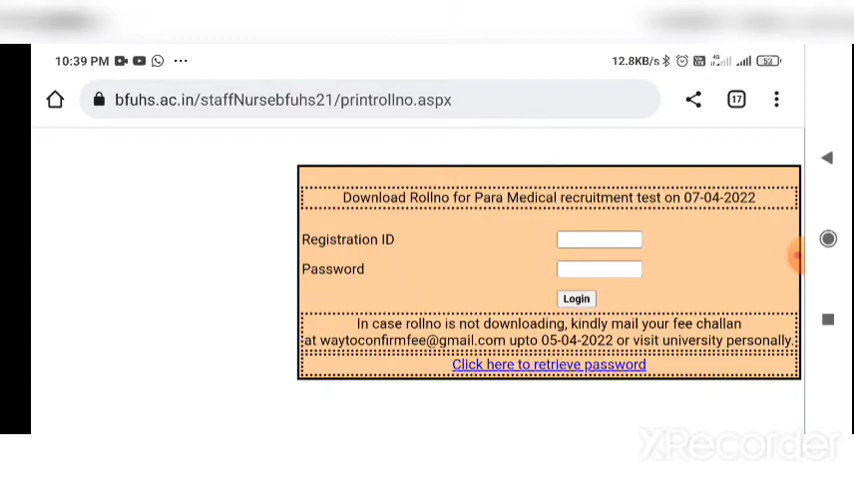 10:39 PM ...
12.8KB/s 4G 53
bfuhs.ac.in/staffNursebfuhs21/printrollno.aspx 17
Download Rollno for Para Medical recruitment test on 07-04-2022
Registration ID
Password
Login
In case rollno is not downloading, kindly mail your fee challan
at waytoconfirmfee@gmail.com upto 05-04-2022 or visit university personally.
Click here to retrieve password
XRecorder